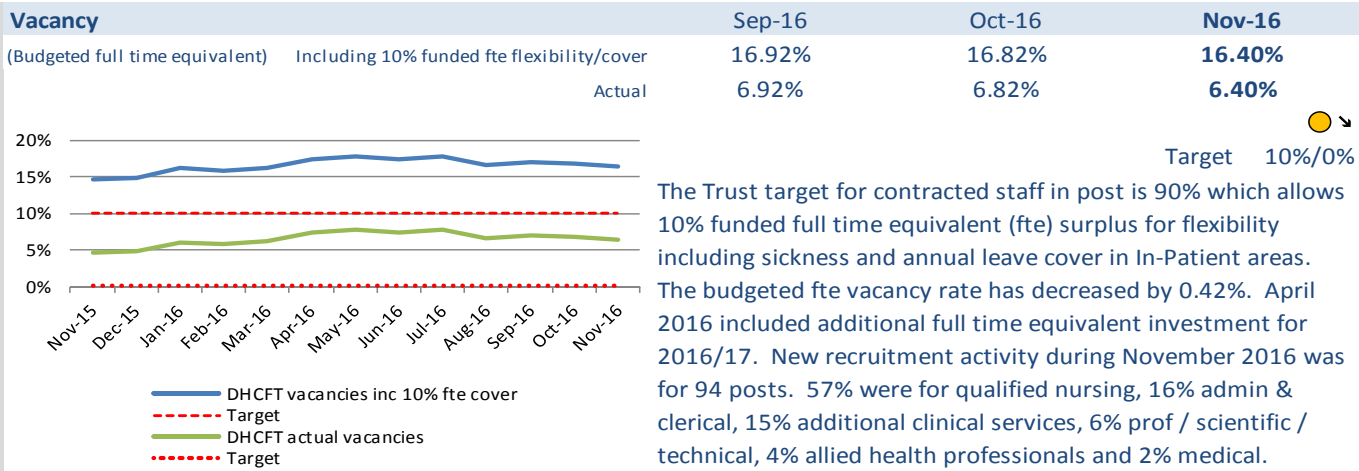 Vacancy Sep-16 Oct-16 Nov-16
(Budgeted full time equivalent) Including 10% funded fte flexibility/cover 16.92% 16.82% 16.40%
Actual 6.92% 6.82% 6.40%
Target 10%/0%
20%
15%
10%
5%
0%
Nov-15 Dec-15 Jan-16 Feb-16 Mar-16 Apr-16 May-16 Jun-16 Jul-16 Aug-16 Sep-16 Oct-16 Nov-16
DHCFT vacancies inc 10% fte cover
Target
DHCFT actual vacancies
Target
The Trust target for contracted staff in post is 90% which allows
10% funded full time equivalent (fte) surplus for flexibility
including sickness and annual leave cover in In-Patient areas.
The budgeted fte vacancy rate has decreased by 0.42%. April
2016 included additional full time equivalent investment for
2016/17. New recruitment activity during November 2016 was
for 94 posts. 57% were for qualified nursing, 16% admin &
clerical, 15% additional clinical services, 6% prof / scientific /
technical, 4% allied health professionals and 2% medical.